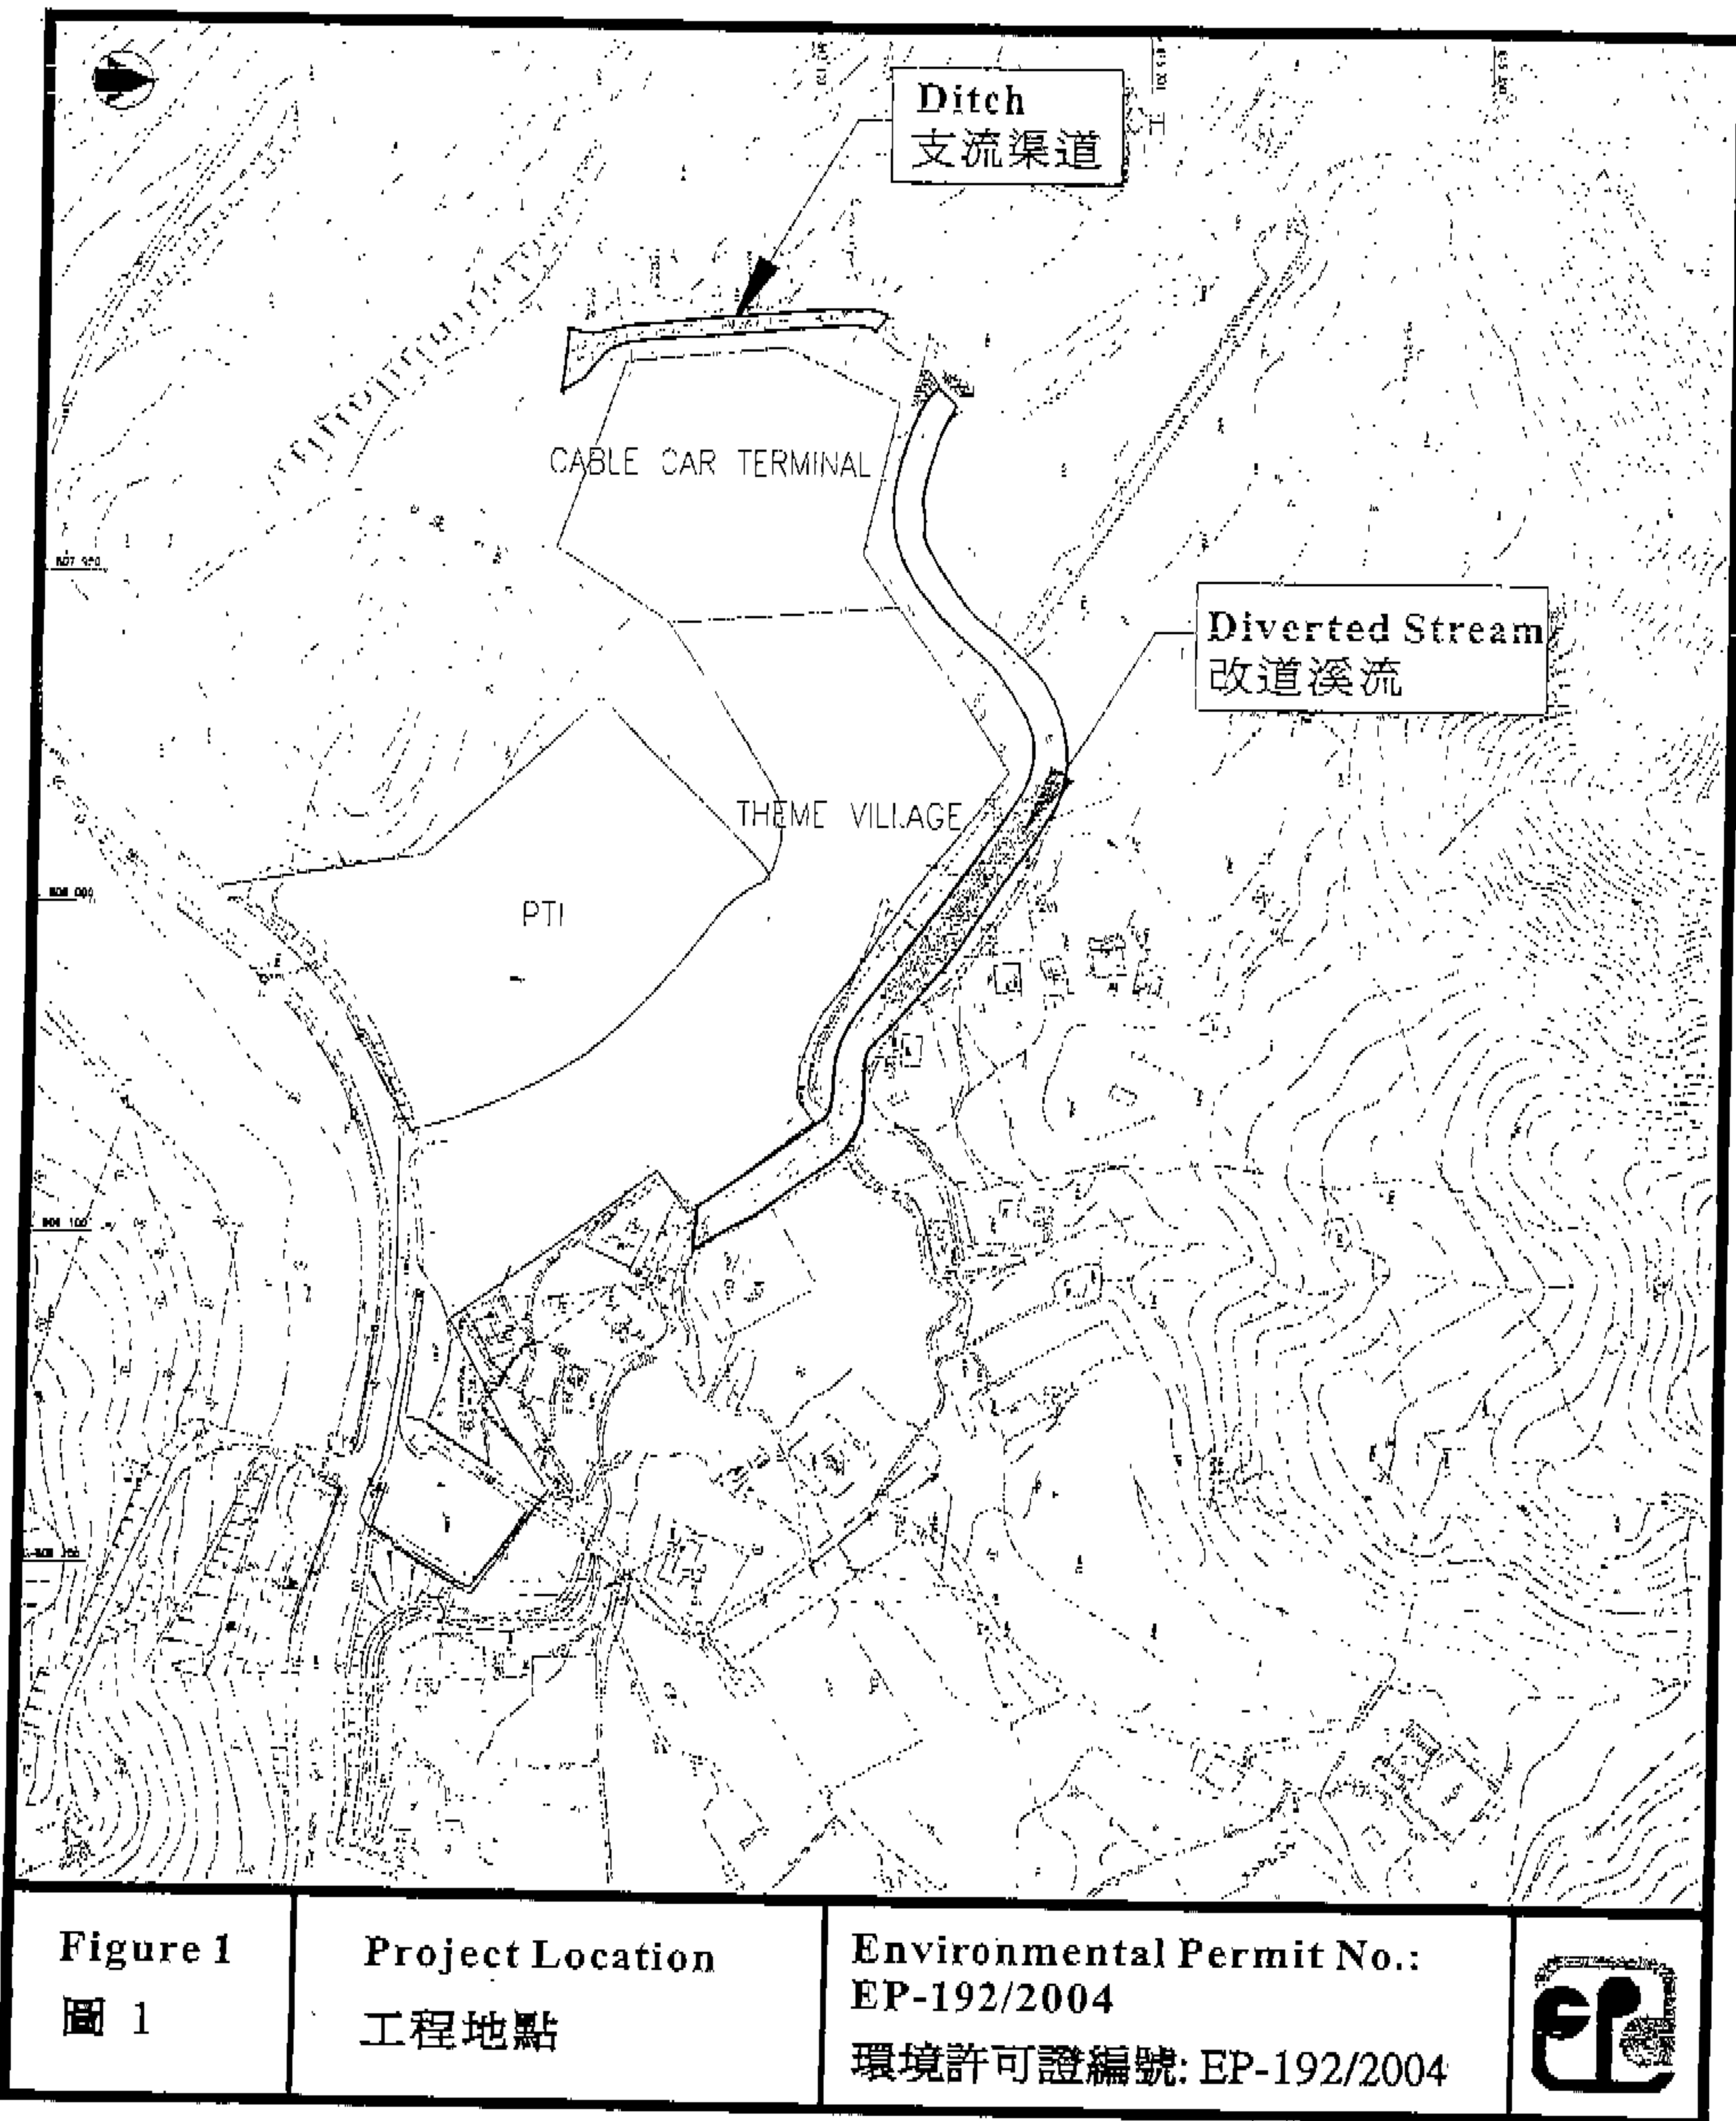 Ditch
支流渠道
CABLE CAR TERMINAL
Diverted Stream
改道溪流
THEME VILLAGE
PTI
Figure 1
圖 1
Project Location
工程地點
Environmental Permit No.:
EP-192/2004
環境許可證編號: EP-192/2004